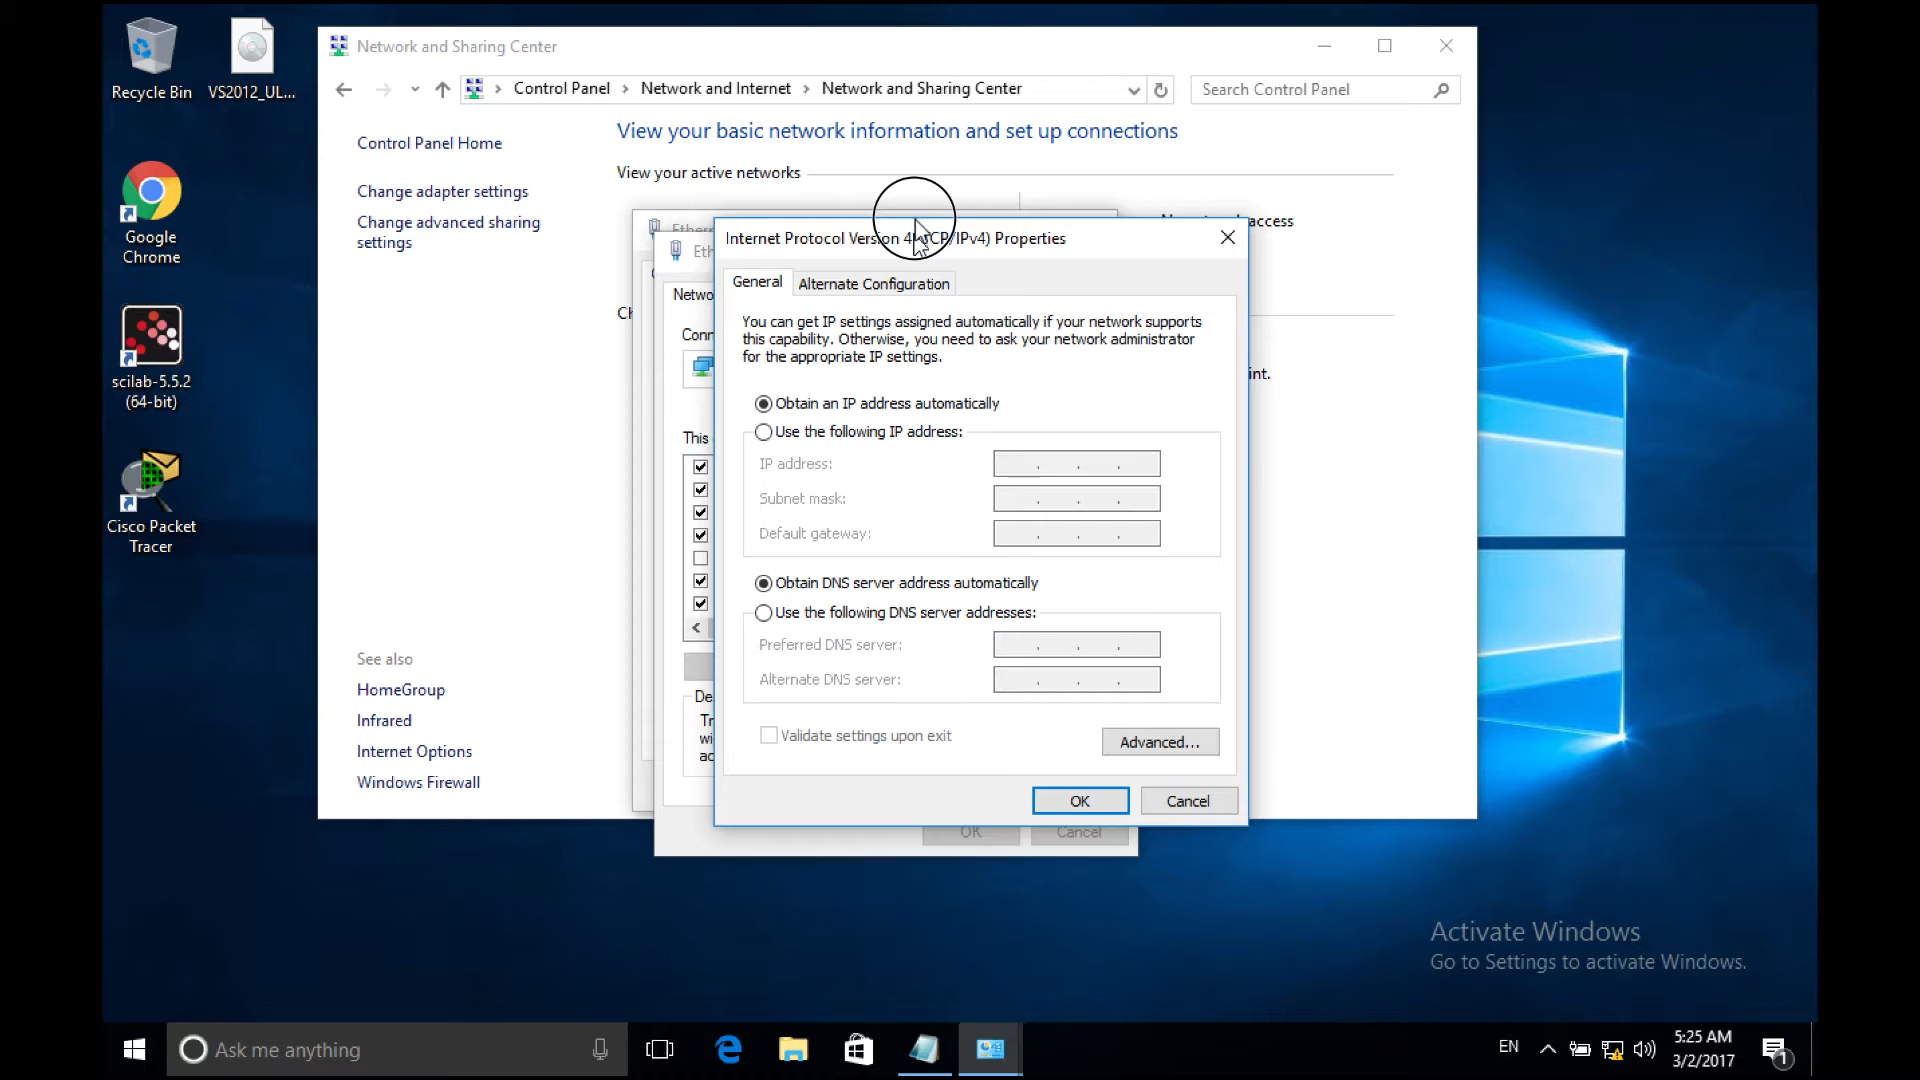 Recycle Bin
VS2012_UL...
Google
Chrome
scilab-5.5.2
(64-bit)
Cisco Packet
Tracer
Network and Sharing Center
Control Panel
Network and Internet
Network and Sharing Center
Search Control Panel
Control Panel Home
Change adapter settings
Change advanced sharing
settings
See also
HomeGroup
Infrared
Internet Options
Windows Firewall
View your basic network information and set up connections
View your active networks
access
Internet Protocol Version 4 (TCP/IPv4) Properties
General
Alternate Configuration
You can get IP settings assigned automatically if your network supports
this capability. Otherwise, you need to ask your network administrator
for the appropriate IP settings.
Obtain an IP address automatically
Use the following IP address:
IP address:
Subnet mask:
Default gateway:
Obtain DNS server address automatically
Use the following DNS server addresses:
Preferred DNS server:
Alternate DNS server:
Validate settings upon exit
Advanced...
OK
Cancel
This
OK
Cancel
Activate Windows
Go to Settings to activate Windows.
Ask me anything
EN
5:25 AM
3/2/2017
1